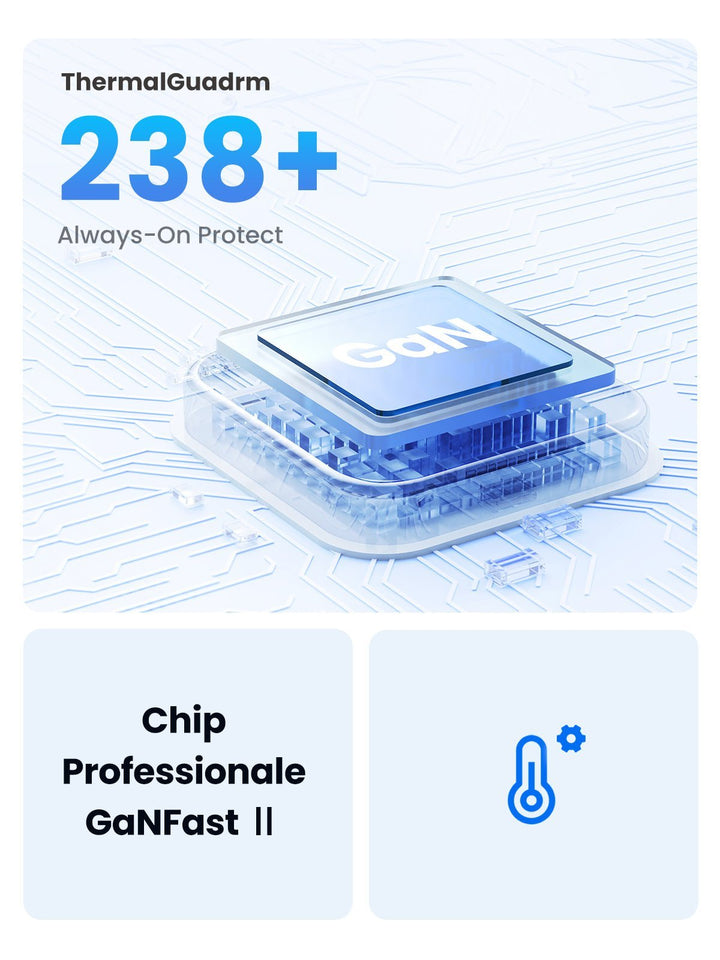 ThermalGuadrm
238+
Always-On Protect
GaN
Chip
Professionale
GaNFast II